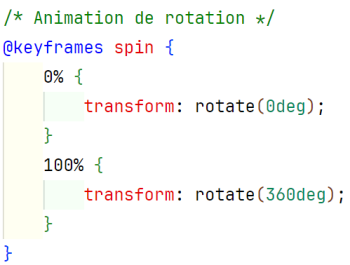 /* Animation de rotation */
@keyframes spin {
    0% {
        transform: rotate(0deg);
    }
    100% {
        transform: rotate(360deg);
    }
}